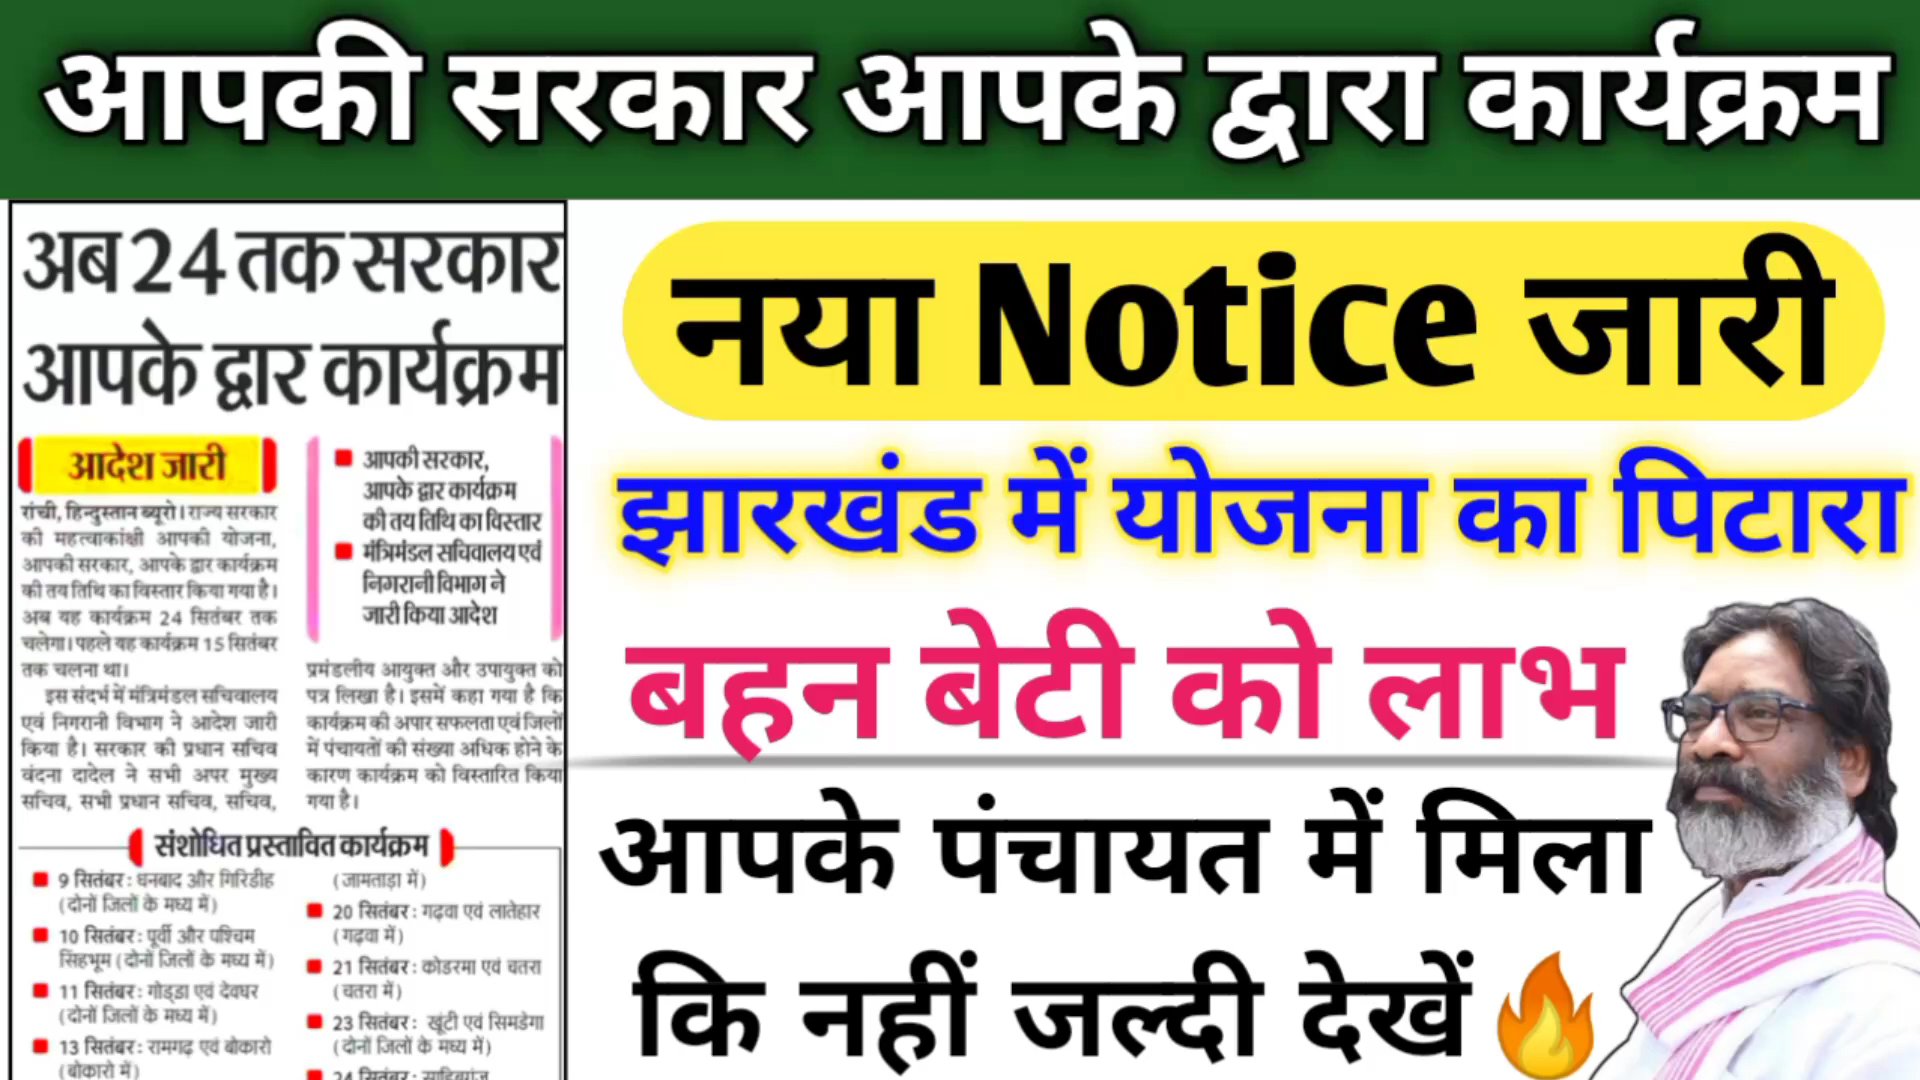 आपकी सरकार आपके द्वारा कार्यक्रम
अब 24 तक सरकार
आपके द्वार कार्यक्रम
आदेश जारी
रांची, हिन्दुस्तान ब्यूरो। राज्य सरकार
की महत्वाकांक्षी आपकी योजना,
आपकी सरकार, आपके द्वार कार्यक्रम
की तय तिथि का विस्तार किया गया है।
अब यह कार्यक्रम 24 सितंबर तक
चलेगा। पहले यह कार्यक्रम 15 सितंबर
तक चलना था।
इस संदर्भ में मंत्रिमंडल सचिवालय
एवं निगरानी विभाग ने आदेश जारी
किया है। सरकार की प्रधान सचिव
वंदना दादेल ने सभी अपर मुख्य
सचिव, सभी प्रधान सचिव, सचिव,
आपकी सरकार,
आपके द्वार कार्यक्रम
की तय तिथि का विस्तार
मंत्रिमंडल सचिवालय एवं
निगरानी विभाग ने
जारी किया आदेश
प्रमंडलीय आयुक्त और उपायुक्त को
पत्र लिखा है। इसमें कहा गया है कि
कार्यक्रम की अपार सफलता एवं जिलों
में पंचायतों की संख्या अधिक होने के
कारण कार्यक्रम को विस्तारित किया
गया है।
संशोधित प्रस्तावित कार्यक्रम
9 सितंबर: धनबाद और गिरिडीह
(दोनों जिलों के मध्य में)
10 सितंबर: पूर्वी और पश्चिम
सिंहभूम (दोनों जिलों के मध्य में)
11 सितंबर: गोड्डा एवं देवघर
(दोनों जिलों के मध्य में)
13 सितंबर: रामगढ़ एवं बोकारो
(बोकारो में)
(जामताड़ा में)
20 सितंबर: गढ़वा एवं लातेहार
(गढ़वा में)
21 सितंबर: कोडरमा एवं चतरा
(चतरा में)
23 सितंबर: खूंटी एवं सिमडेगा
(दोनों जिलों के मध्य में)
24 सितंबर: साहिबगंज
नया Notice जारी
झारखंड में योजना का पिटारा
बहन बेटी को लाभ
आपके पंचायत में मिला
कि नहीं जल्दी देखें